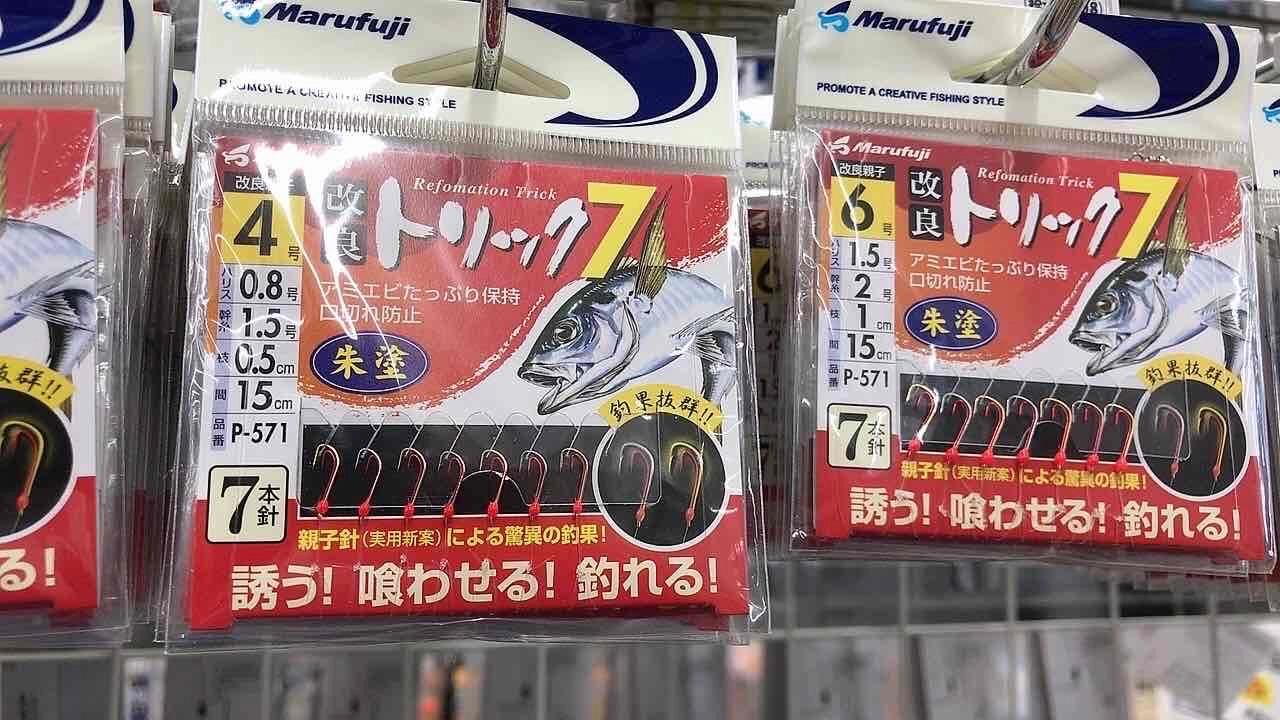 抜群!!
る!
Marufuji
PROMOTE A CREATIVE FISHING STYLE
改良
4号
ハリス 0.8号
幹糸 1.5号
枝 0.5cm
間 15cm
品番 P-571
7本針
Refomation Trick
改良トリック7
アミエビたっぷり保持
口切れ防止
朱塗
釣果抜群!!
親子針(実用新案)による驚異の釣果!
誘う! 喰わせる! 釣れる!
Marufuji
PROMOTE A CREATIVE FISHING STYLE
Marufuji
改良親子
6号
ハリス 1.5号
幹糸 2号
枝 1cm
間 15cm
品番 P-571
7本針
Refomation Trick
改良トリック7
アミエビたっぷり保持
口切れ防止
朱塗
釣果抜群!!
親子針(実用新案)による驚異の釣果!
誘う! 喰わせる! 釣れる!